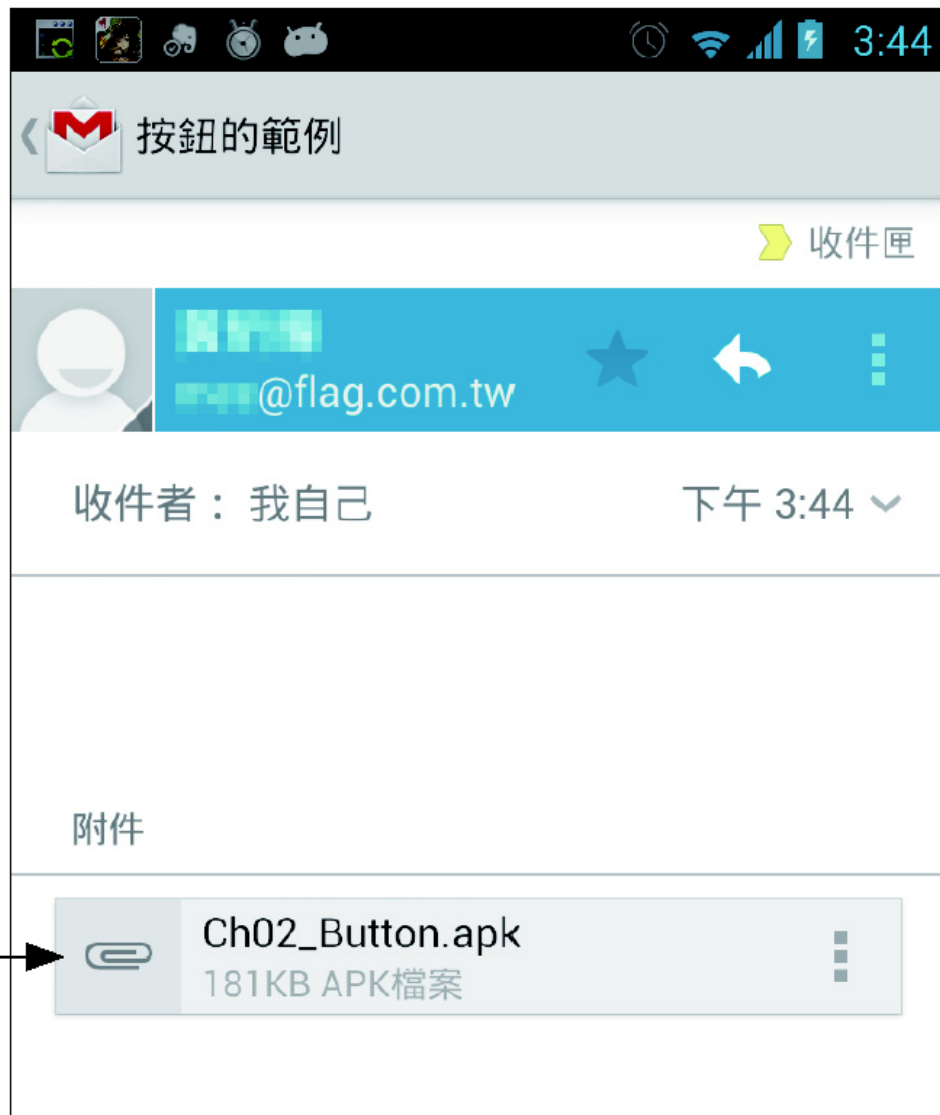 3:44
按鈕的範例
收件匣
@flag.com.tw
收件者： 我自己
下午 3:44
附件
Ch02_Button.apk
181KB APK檔案